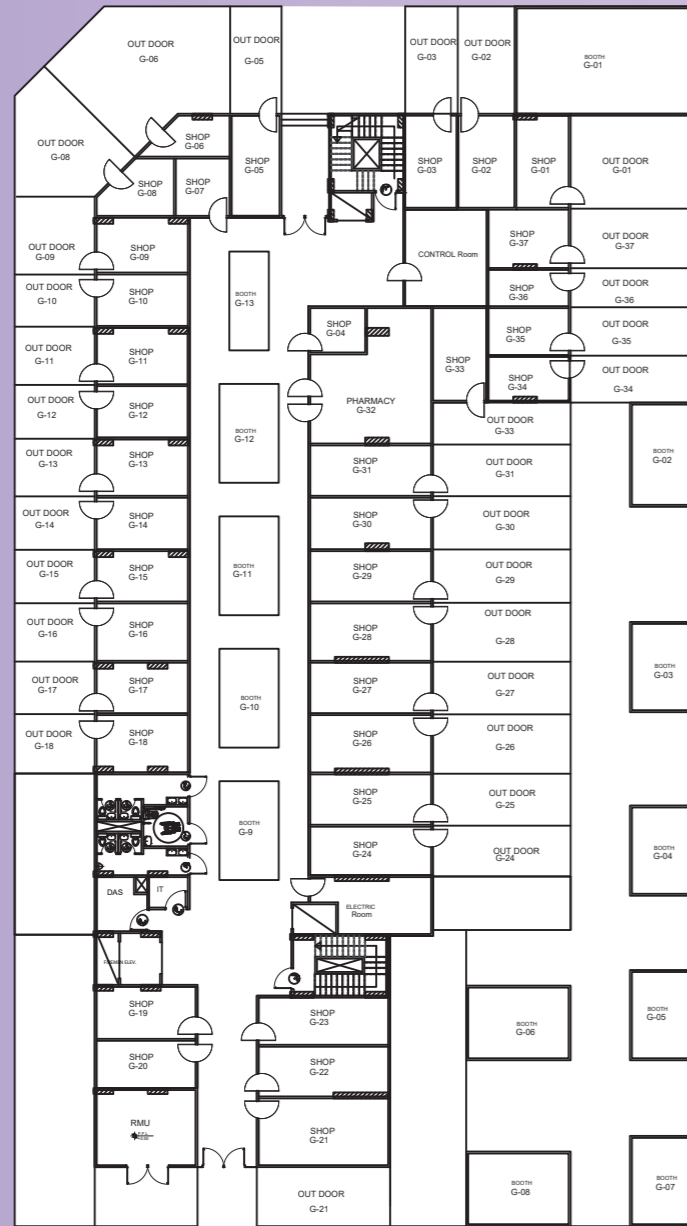 OUT DOOR
G-06
OUT DOOR
G-05
OUT DOOR
G-03
OUT DOOR
G-02
BOOTH
G-01
OUT DOOR
G-08
SHOP
G-06
SHOP
G-08
SHOP
G-07
SHOP
G-05
SHOP
G-03
SHOP
G-02
SHOP
G-01
OUT DOOR
G-01
OUT DOOR
G-09
SHOP
G-09
CONTROL Room
SHOP
G-37
OUT DOOR
G-37
OUT DOOR
G-10
SHOP
G-10
BOOTH
G-13
SHOP
G-36
OUT DOOR
G-36
OUT DOOR
G-11
SHOP
G-11
SHOP
G-04
SHOP
G-33
SHOP
G-35
OUT DOOR
G-35
SHOP
G-34
OUT DOOR
G-34
OUT DOOR
G-12
SHOP
G-12
PHARMACY
G-32
OUT DOOR
G-33
BOOTH
G-12
BOOTH
G-02
OUT DOOR
G-13
SHOP
G-13
SHOP
G-31
OUT DOOR
G-31
OUT DOOR
G-14
SHOP
G-14
SHOP
G-30
OUT DOOR
G-30
OUT DOOR
G-15
SHOP
G-15
BOOTH
G-11
SHOP
G-29
OUT DOOR
G-29
OUT DOOR
G-16
SHOP
G-16
SHOP
G-28
OUT DOOR
G-28
BOOTH
G-03
OUT DOOR
G-17
SHOP
G-17
BOOTH
G-10
SHOP
G-27
OUT DOOR
G-27
OUT DOOR
G-18
SHOP
G-18
SHOP
G-26
OUT DOOR
G-26
SHOP
G-25
OUT DOOR
G-25
BOOTH
G-9
SHOP
G-24
OUT DOOR
G-24
BOOTH
G-04
DAS
IT
ELECTRIC
Room
FIREMEN ELEV.
SHOP
G-19
SHOP
G-23
BOOTH
G-06
BOOTH
G-05
SHOP
G-20
SHOP
G-22
RMU
SHOP
G-21
OUT DOOR
G-21
BOOTH
G-08
BOOTH
G-07